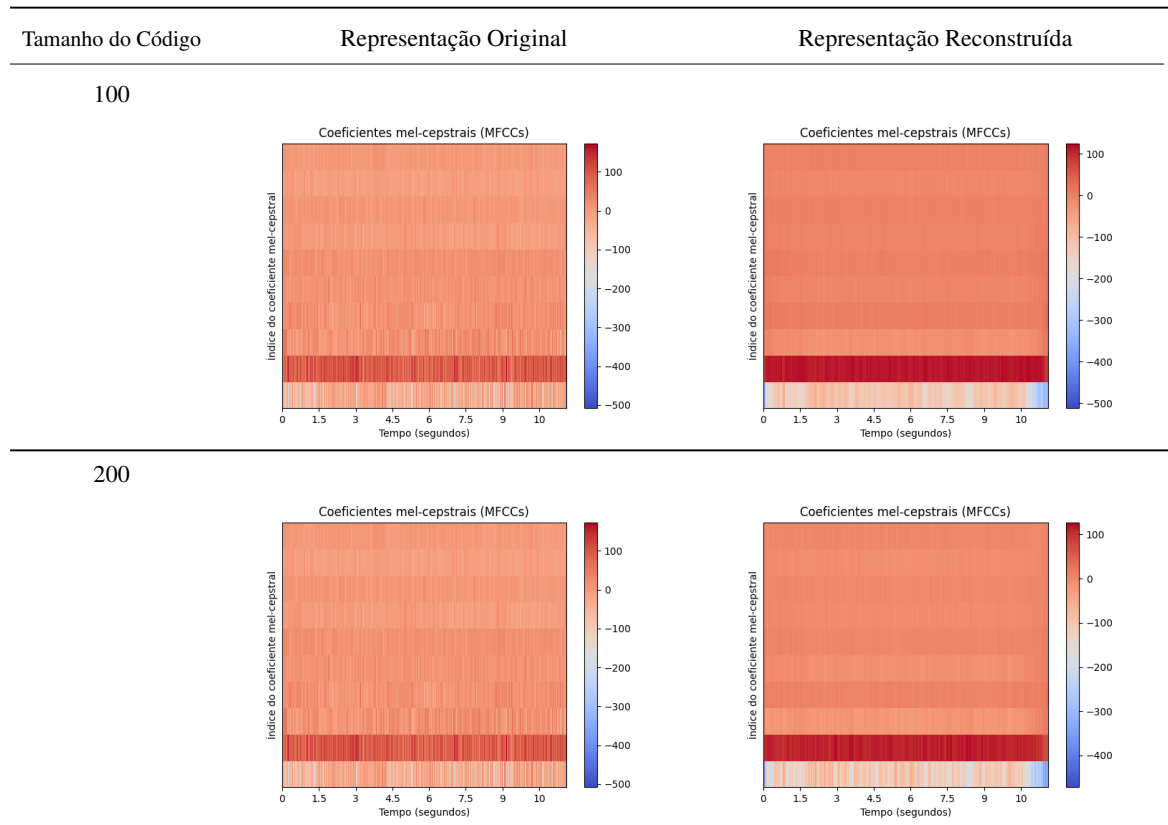 Tamanho do Código Representação Original Representação Reconstruída
100
Coeficientes mel-cepstrais (MFCCs)
Índice do coeficiente mel-cepstral
100
0
−100
−200
−300
−400
−500
0 1.5 3 4.5 6 7.5 9 10
Tempo (segundos)
Coeficientes mel-cepstrais (MFCCs)
Índice do coeficiente mel-cepstral
100
0
−100
−200
−300
−400
−500
0 1.5 3 4.5 6 7.5 9 10
Tempo (segundos)
200
Coeficientes mel-cepstrais (MFCCs)
Índice do coeficiente mel-cepstral
100
0
−100
−200
−300
−400
−500
0 1.5 3 4.5 6 7.5 9 10
Tempo (segundos)
Coeficientes mel-cepstrais (MFCCs)
Índice do coeficiente mel-cepstral
100
0
−100
−200
−300
−400
0 1.5 3 4.5 6 7.5 9 10
Tempo (segundos)